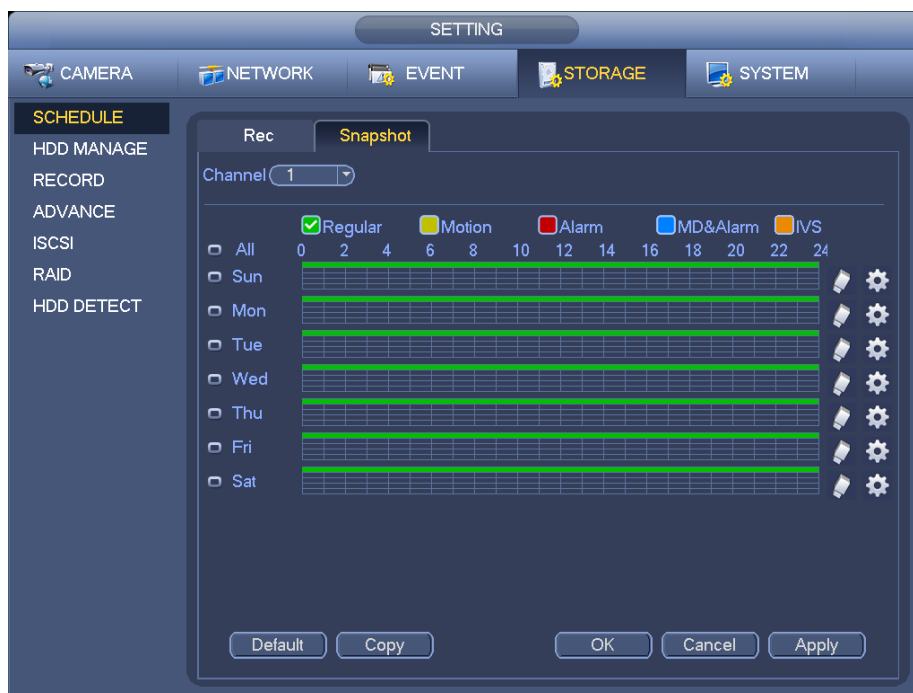 SETTING
CAMERA NETWORK EVENT STORAGE SYSTEM
SCHEDULE
HDD MANAGE
RECORD
ADVANCE
ISCSI
RAID
HDD DETECT
Rec Snapshot
Channel 1
Regular Motion Alarm MD&Alarm IVS
All 0 2 4 6 8 10 12 14 16 18 20 22 24
Sun
Mon
Tue
Wed
Thu
Fri
Sat
Default Copy OK Cancel Apply